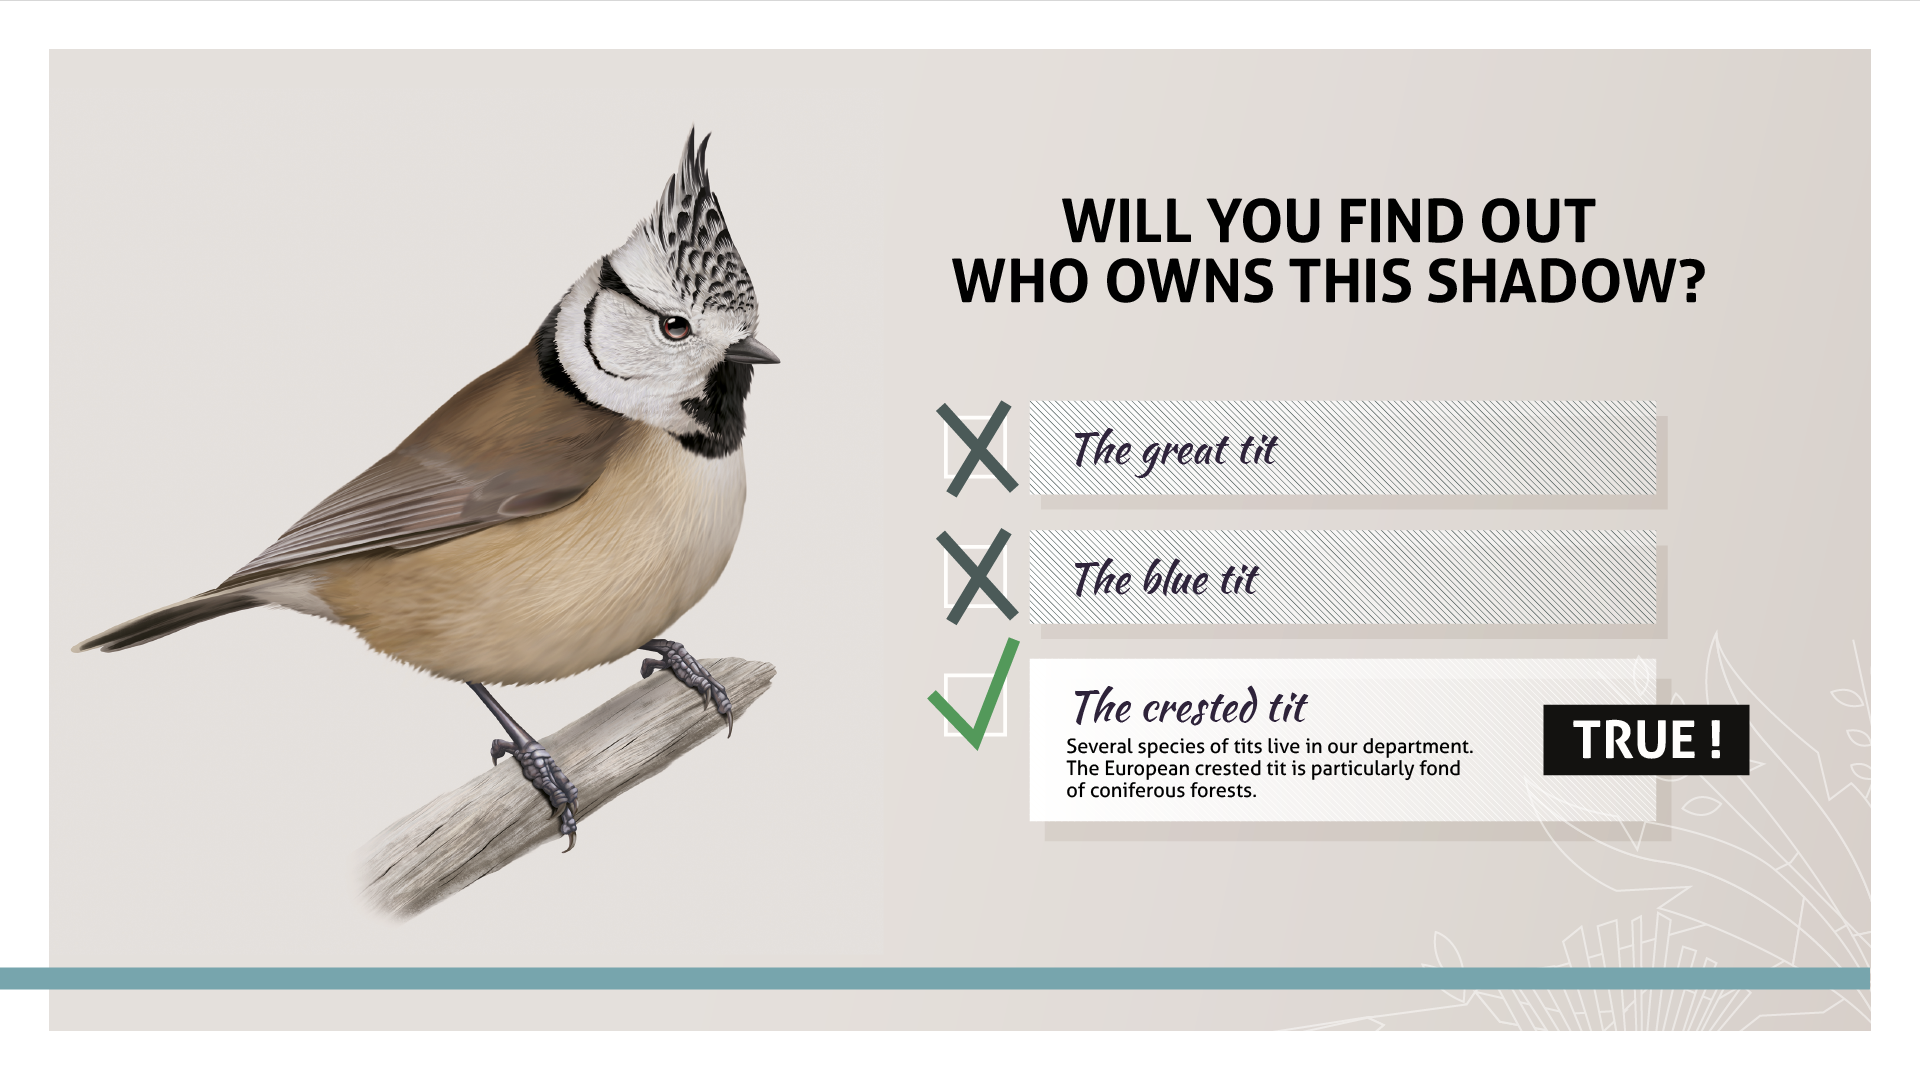 WILL YOU FIND OUT
WHO OWNS THIS SHADOW?
The great tit
The blue tit
The crested tit
Several species of tits live in our department.
The European crested tit is particularly fond
of coniferous forests.
TRUE !